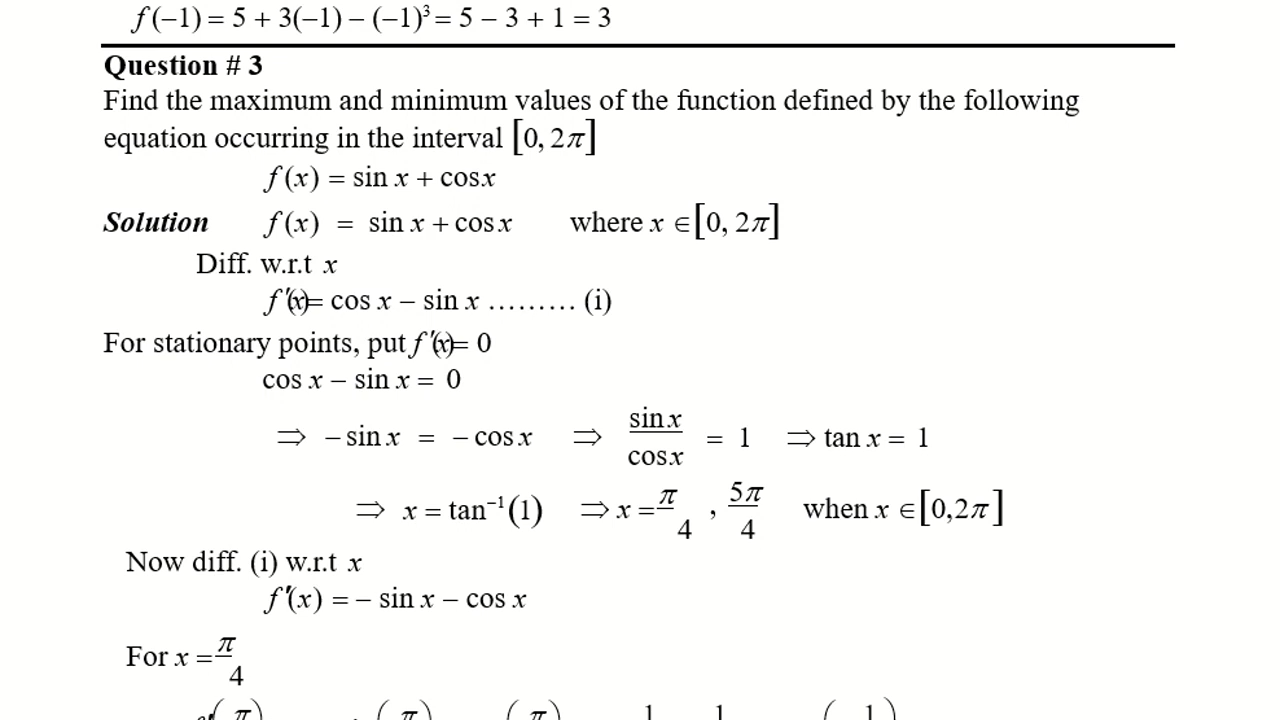 f(−1) = 5 + 3(−1) − (−1)³ = 5 − 3 + 1 = 3
Question # 3
Find the maximum and minimum values of the function defined by the following
equation occurring in the interval [0, 2π]
f(x) = sin x + cos x
Solution f(x) = sin x + cos x where x ∈ [0, 2π]
Diff. w.r.t x
f′(x) = cos x − sin x ……… (i)
For stationary points, put f′(x) = 0
cos x − sin x = 0
⇒ − sin x = − cos x ⇒ sin x / cos x = 1 ⇒ tan x = 1
⇒ x = tan⁻¹(1) ⇒ x = π/4 , 5π/4 when x ∈ [0,2π]
Now diff. (i) w.r.t x
f″(x) = − sin x − cos x
For x = π/4